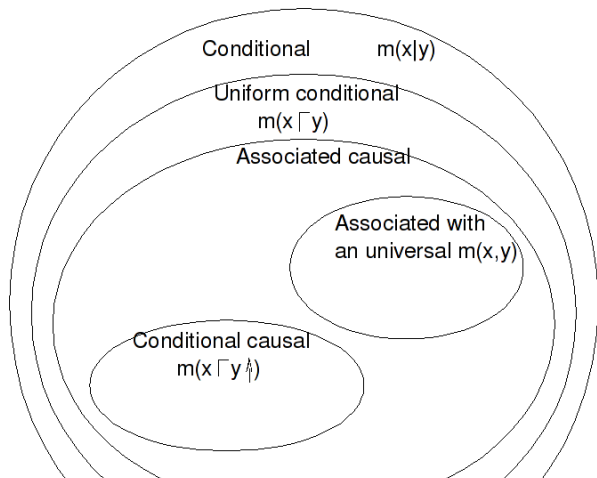 Conditional m(x|y)
Uniform conditional
m(x ⎾ y)
Associated causal
Associated with
an universal m(x,y)
Conditional causal
m(x ⎾ y )